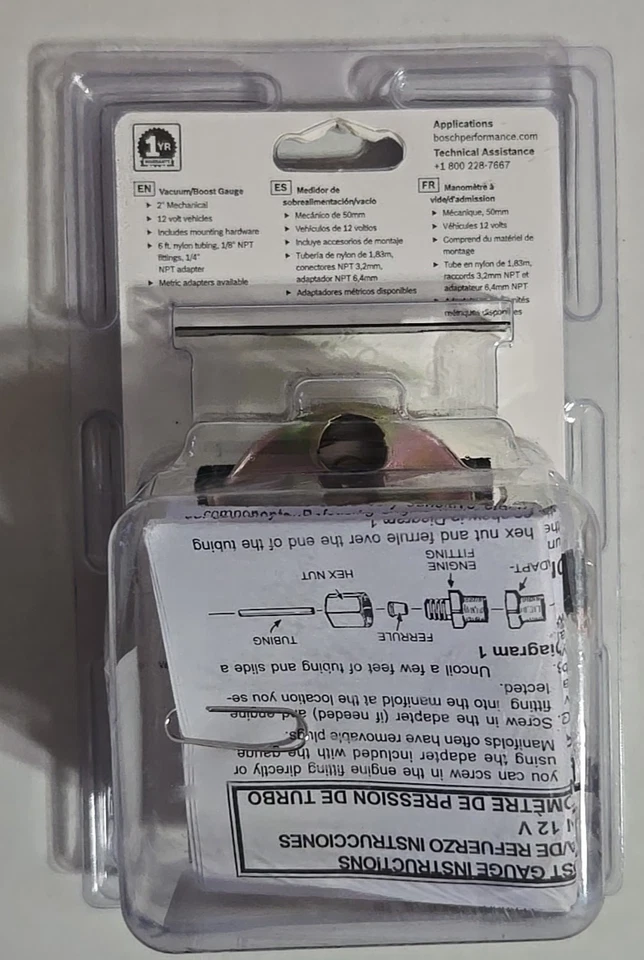 1 YR
WARRANTY
Applications
boschperformance.com
Technical Assistance
+1 800 228-7667
EN Vacuum/Boost Gauge
▸ 2" Mechanical
▸ 12 volt vehicles
▸ Includes mounting hardware
▸ 6 ft. nylon tubing, 1/8" NPT
fittings, 1/4"
NPT adapter
▸ Metric adapters available
ES Medidor de
sobrealimentación/vacío
▸ Mecánico de 50mm
▸ Vehículos de 12 voltios
▸ Incluye accesorios de montaje
▸ Tubería de nylon de 1,83m,
conectores NPT 3,2mm,
adaptador NPT 6,4mm
▸ Adaptadores métricos disponibles
FR Manomètre à
vide/d'admission
▸ Mécanique, 50mm
▸ Véhicules 12 volts
▸ Comprend du matériel de
montage
▸ Tube en nylon de 1,83m,
raccords 3,2mm NPT et
adaptateur 6,4mm NPT
métriques disponibles
ST GAUGE INSTRUCTIONS
/DE REFUERZO INSTRUCCIONES
12 V
OMÈTRE DE PRESSION DE TURBO
you can screw in the engine fitting directly or
using the adapter included with the gauge.
Manifolds often have removable plugs.
G. Screw in the adapter (if needed) and engine
fitting into the manifold at the location you se-
lected.
Uncoil a few feet of tubing and slide a
iagram 1
TUBING
FERRULE
HEX NUT
ENGINE
FITTING
ADAPT-
hex nut and ferrule over the end of the tubing